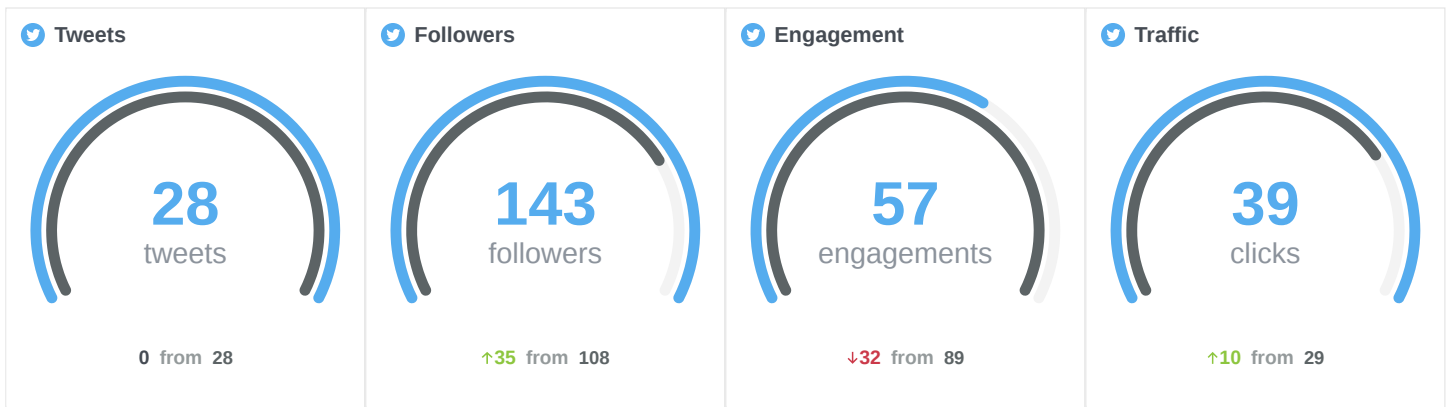 Tweets
28
tweets
0 from 28
Followers
143
followers
↑35 from 108
Engagement
57
engagements
↓32 from 89
Traffic
39
clicks
↑10 from 29